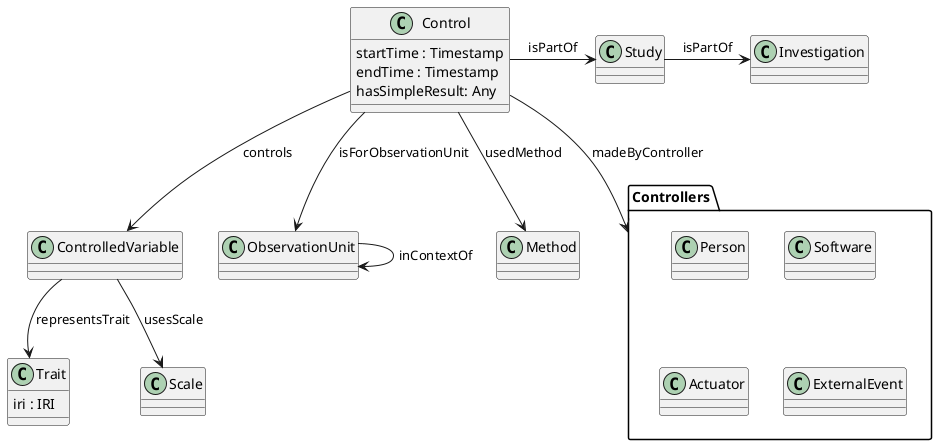 C Control
startTime : Timestamp
endTime : Timestamp
hasSimpleResult: Any
isPartOf
C Study
isPartOf
C Investigation
controls
isForObservationUnit
usedMethod
madeByController
Controllers
C ControlledVariable
C ObservationUnit
inContextOf
C Method
C Person
C Software
representsTrait
usesScale
C Trait
iri : IRI
C Scale
C Actuator
C ExternalEvent